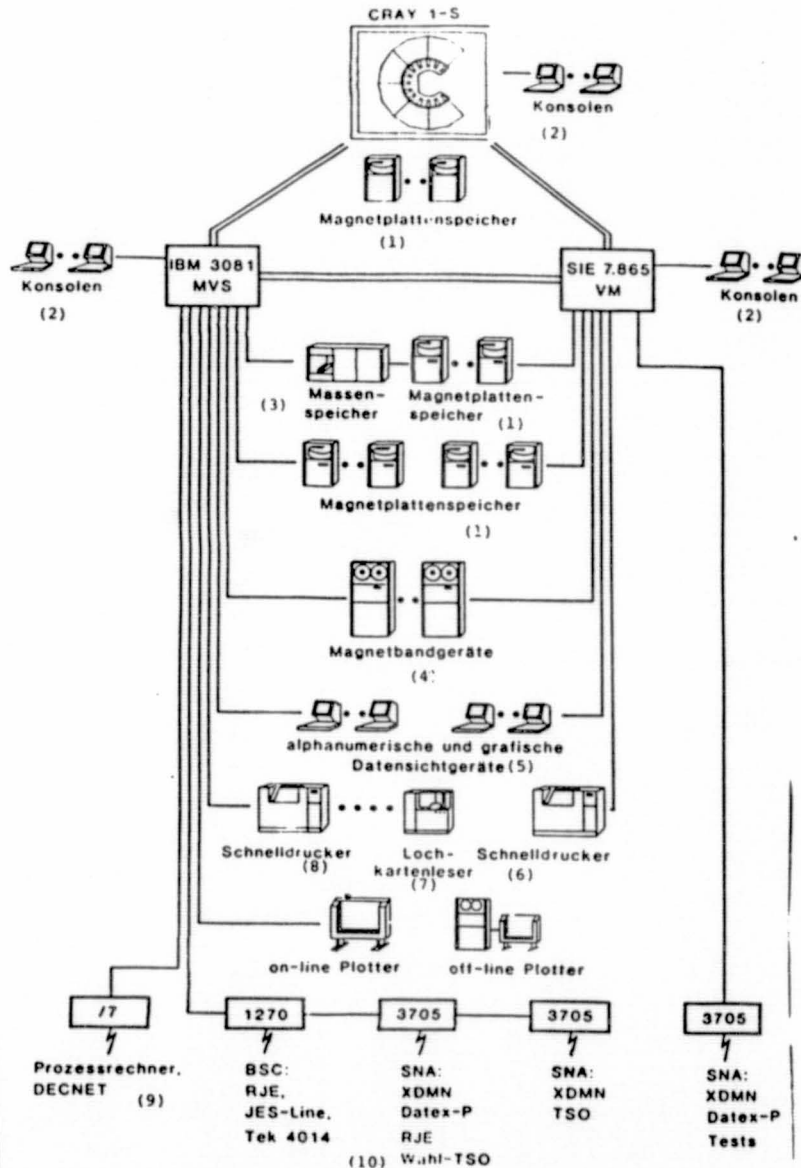 CRAY 1-S
Konsolen
(2)
Magnetplattenspeicher
(1)
IBM 3081
MVS
SIE 7.865
VM
Konsolen
(2)
Konsolen
(2)
(3)
Massen-
speicher
Magnetplatten-
speicher
(1)
Magnetplattenspeicher
(1)
Magnetbandgeräte
(4)
alphanumerische und grafische
Datensichtgeräte (5)
Schnelldrucker
(8)
Loch-
kartenleser
(7)
Schnelldrucker
(6)
on-line Plotter
off-line Plotter
/7
1270
3705
3705
3705
Prozessrechner,
DECNET
(9)
BSC:
RJE,
JES-Line,
Tek 4014
SNA:
XDMN
Datex-P
RJE
(10) Wahl-TSO
SNA:
XDMN
TSO
SNA:
XDMN
Datex-P
Tests